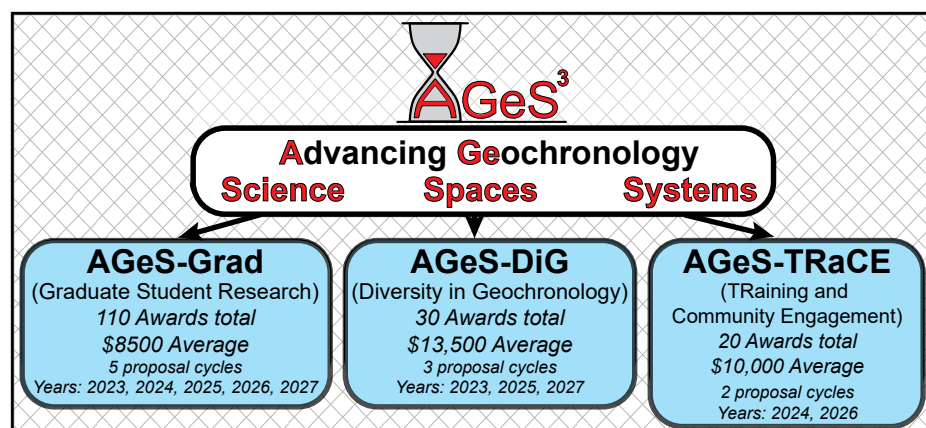 AGeS³
Advancing Geochronology
Science Spaces Systems
AGeS-Grad
(Graduate Student Research)
110 Awards total
$8500 Average
5 proposal cycles
Years: 2023, 2024, 2025, 2026, 2027
AGeS-DiG
(Diversity in Geochronology)
30 Awards total
$13,500 Average
3 proposal cycles
Years: 2023, 2025, 2027
AGeS-TRaCE
(TRaining and
Community Engagement)
20 Awards total
$10,000 Average
2 proposal cycles
Years: 2024, 2026